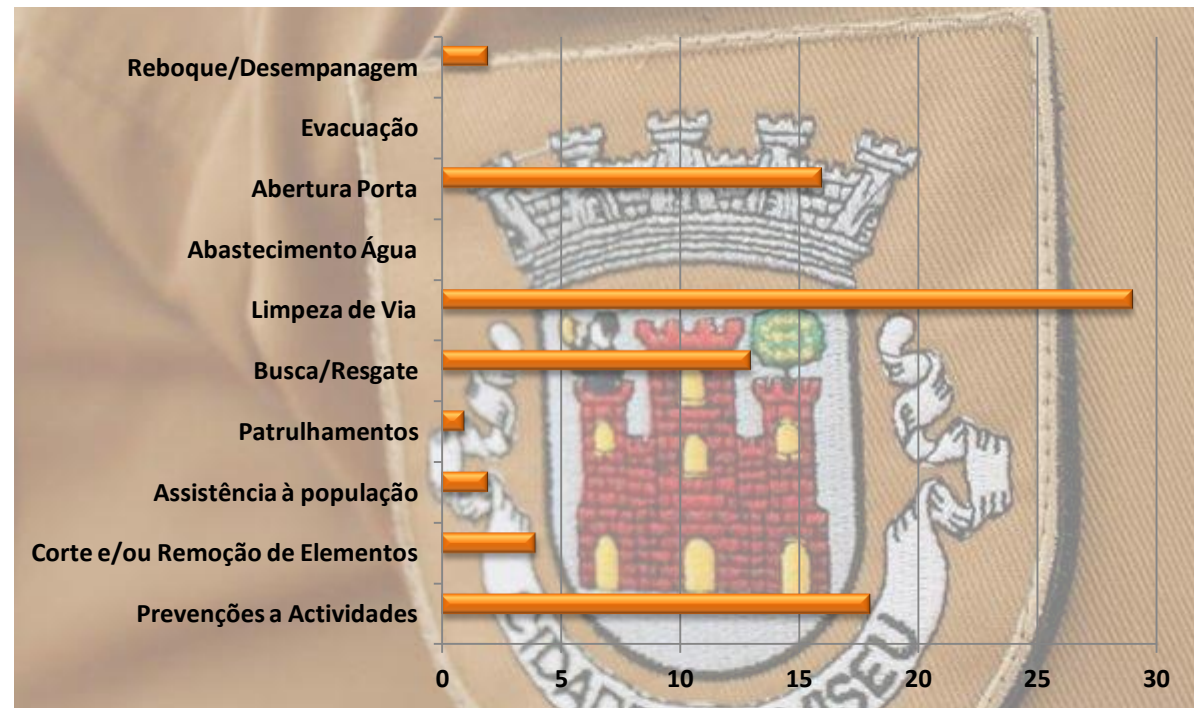 Reboque/Desempanagem
Evacuação
Abertura Porta
Abastecimento Água
Limpeza de Via
Busca/Resgate
Patrulhamentos
Assistência à população
Corte e/ou Remoção de Elementos
Prevenções a Actividades
0 5 10 15 20 25 30